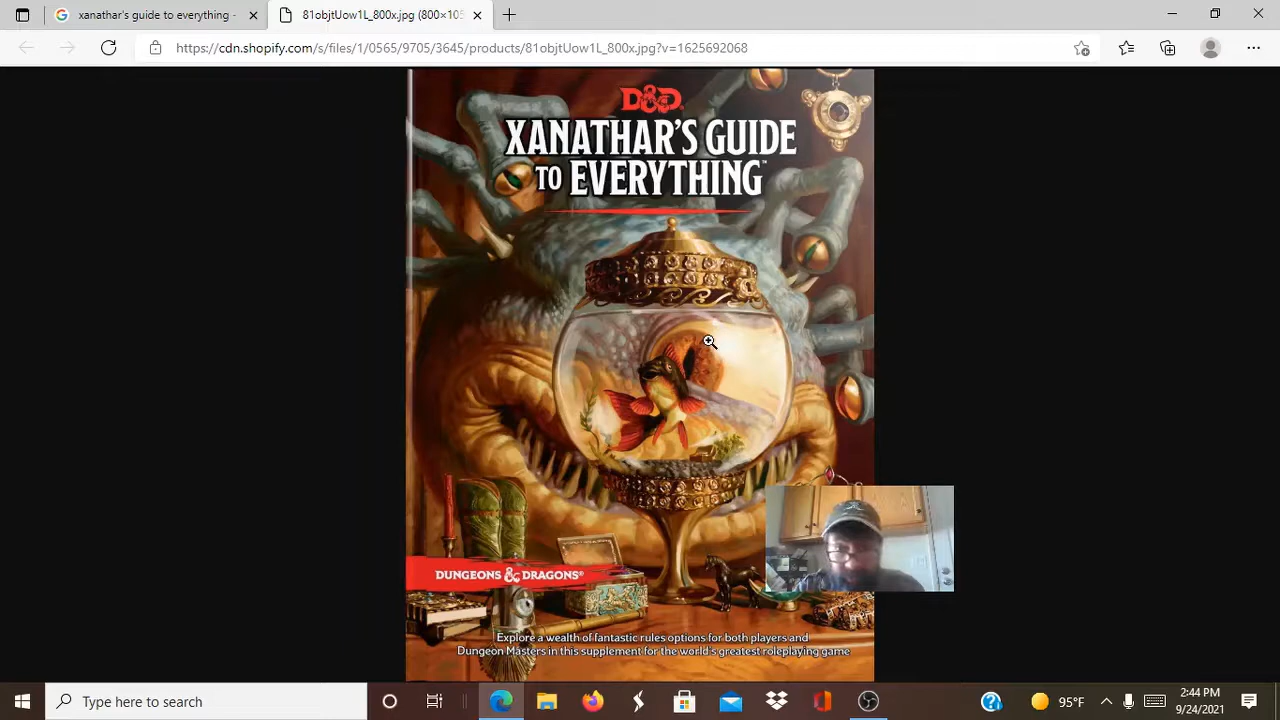 xanathar's guide to everything -
81objtUow1L_800x.jpg (800×105
https://cdn.shopify.com/s/files/1/0565/9705/3645/products/81objtUow1L_800x.jpg?v=1625692068
D&D
XANATHAR'S GUIDE
TO EVERYTHING™
DUNGEONS & DRAGONS®
Explore a wealth of fantastic rules options for both players and
Dungeon Masters in this supplement for the world's greatest roleplaying game
Type here to search
95°F
2:44 PM
9/24/2021